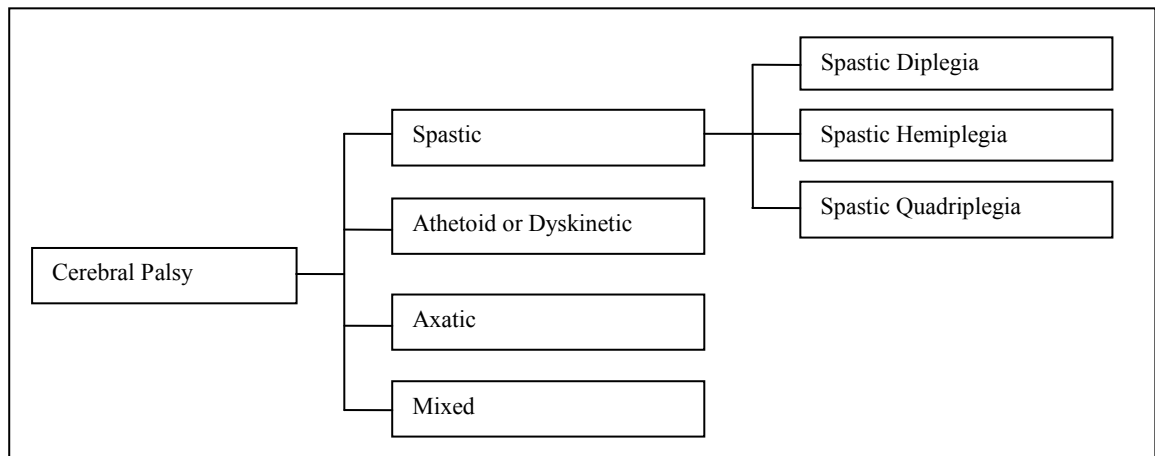 Cerebral Palsy
Spastic
Athetoid or Dyskinetic
Axatic
Mixed
Spastic Diplegia
Spastic Hemiplegia
Spastic Quadriplegia